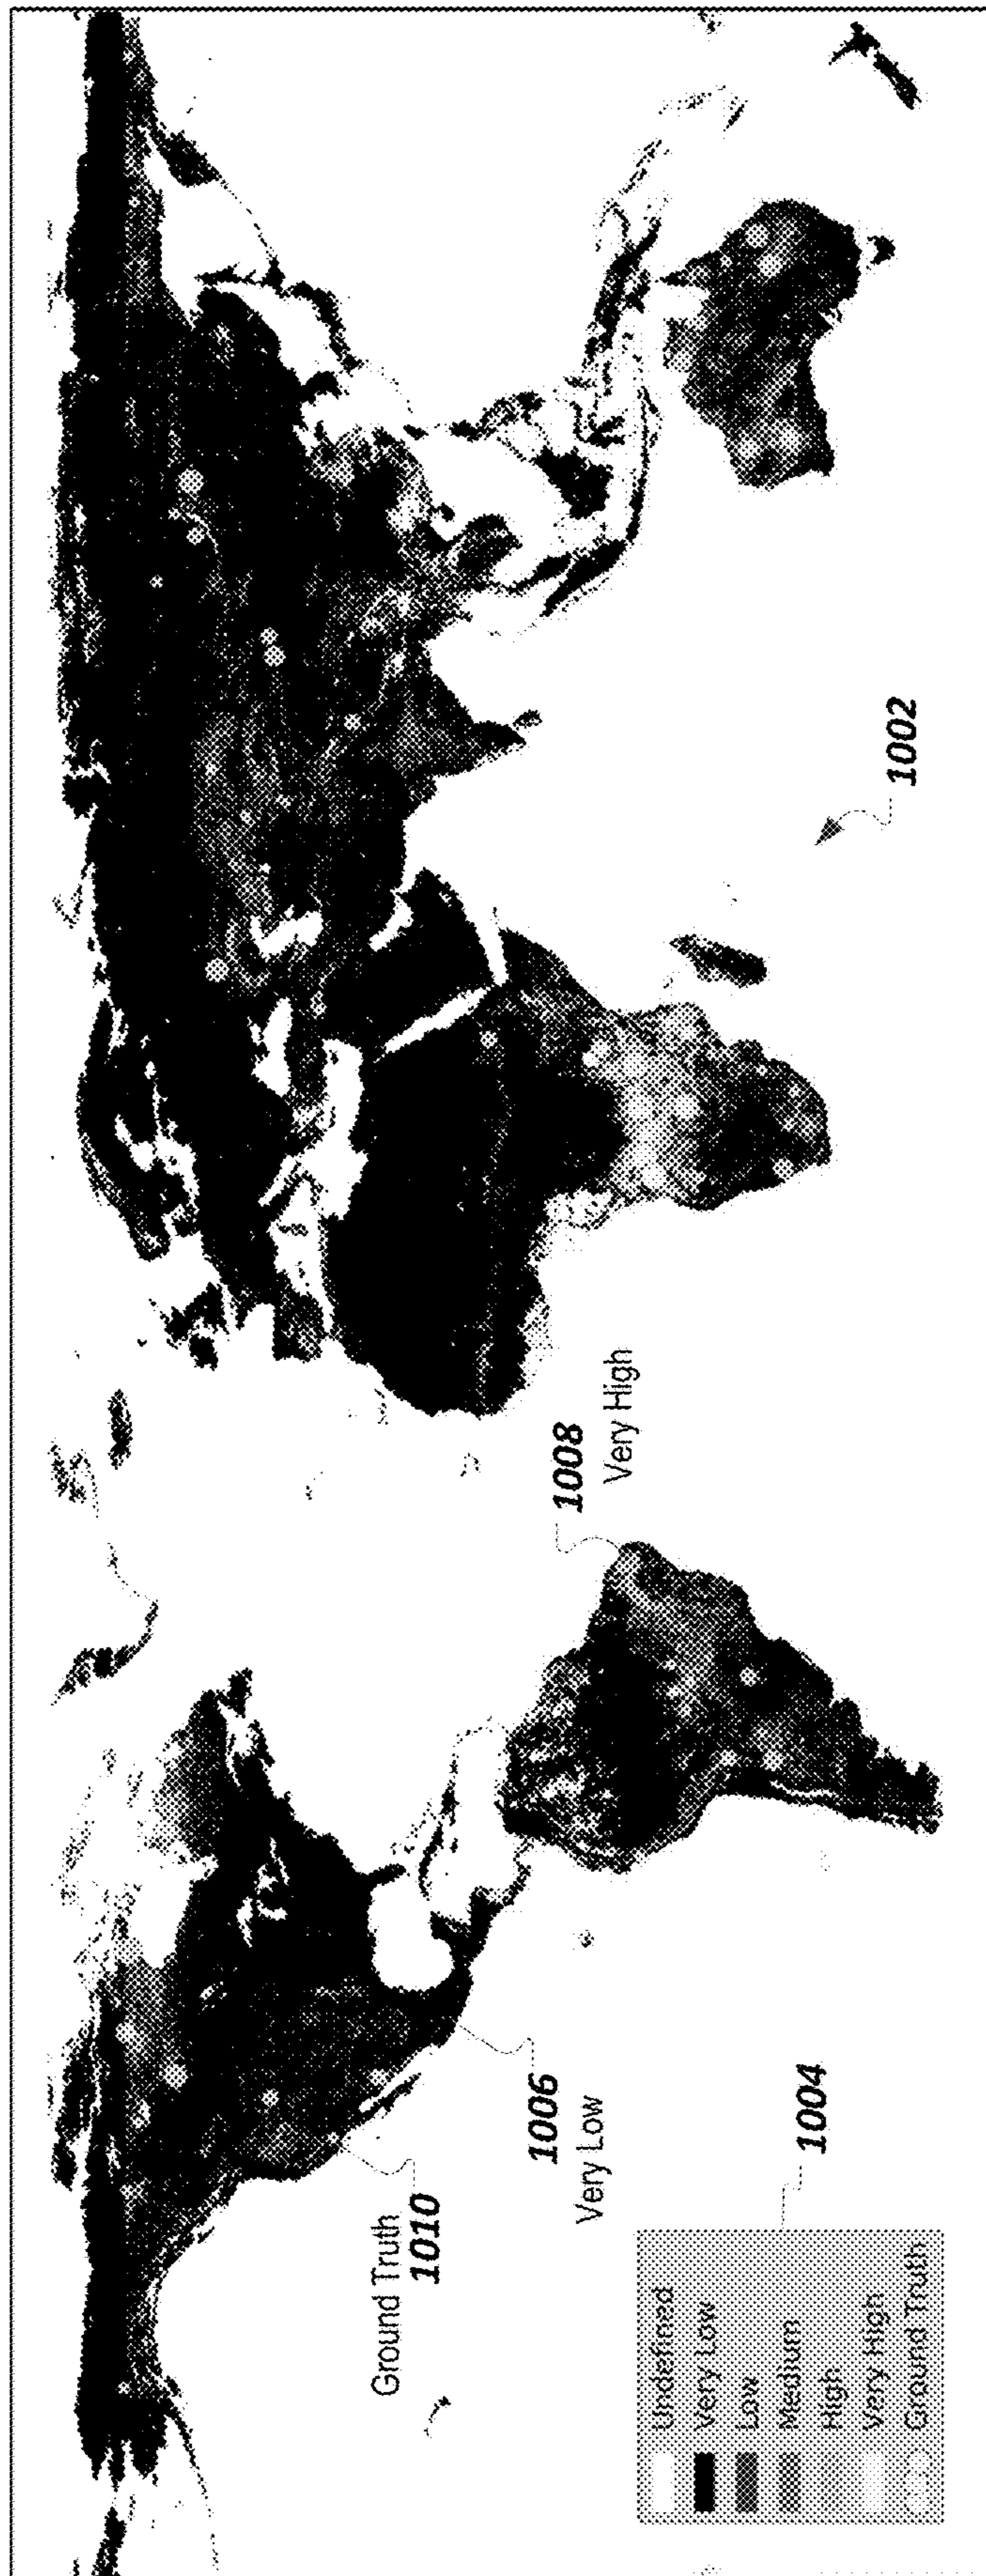 1002
1008
Very High
1006
Very Low
Ground Truth
1010
1004
Undefined
Very Low
Low
Medium
High
Very High
Ground Truth